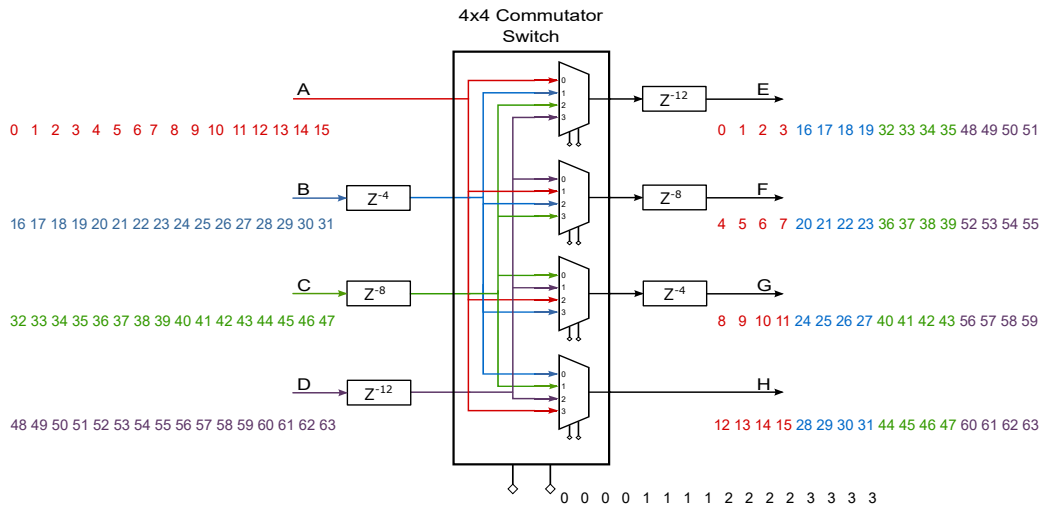 4x4 Commutator
Switch
A
0 1 2 3 4 5 6 7 8 9 10 11 12 13 14 15
0
1
2
3
Z-12
E
0 1 2 3 16 17 18 19 32 33 34 35 48 49 50 51
B
Z-4
16 17 18 19 20 21 22 23 24 25 26 27 28 29 30 31
0
1
2
3
Z-8
F
4 5 6 7 20 21 22 23 36 37 38 39 52 53 54 55
C
Z-8
32 33 34 35 36 37 38 39 40 41 42 43 44 45 46 47
0
1
2
3
Z-4
G
8 9 10 11 24 25 26 27 40 41 42 43 56 57 58 59
D
Z-12
48 49 50 51 52 53 54 55 56 57 58 59 60 61 62 63
0
1
2
3
H
12 13 14 15 28 29 30 31 44 45 46 47 60 61 62 63
0 0 0 0 1 1 1 1 2 2 2 2 3 3 3 3